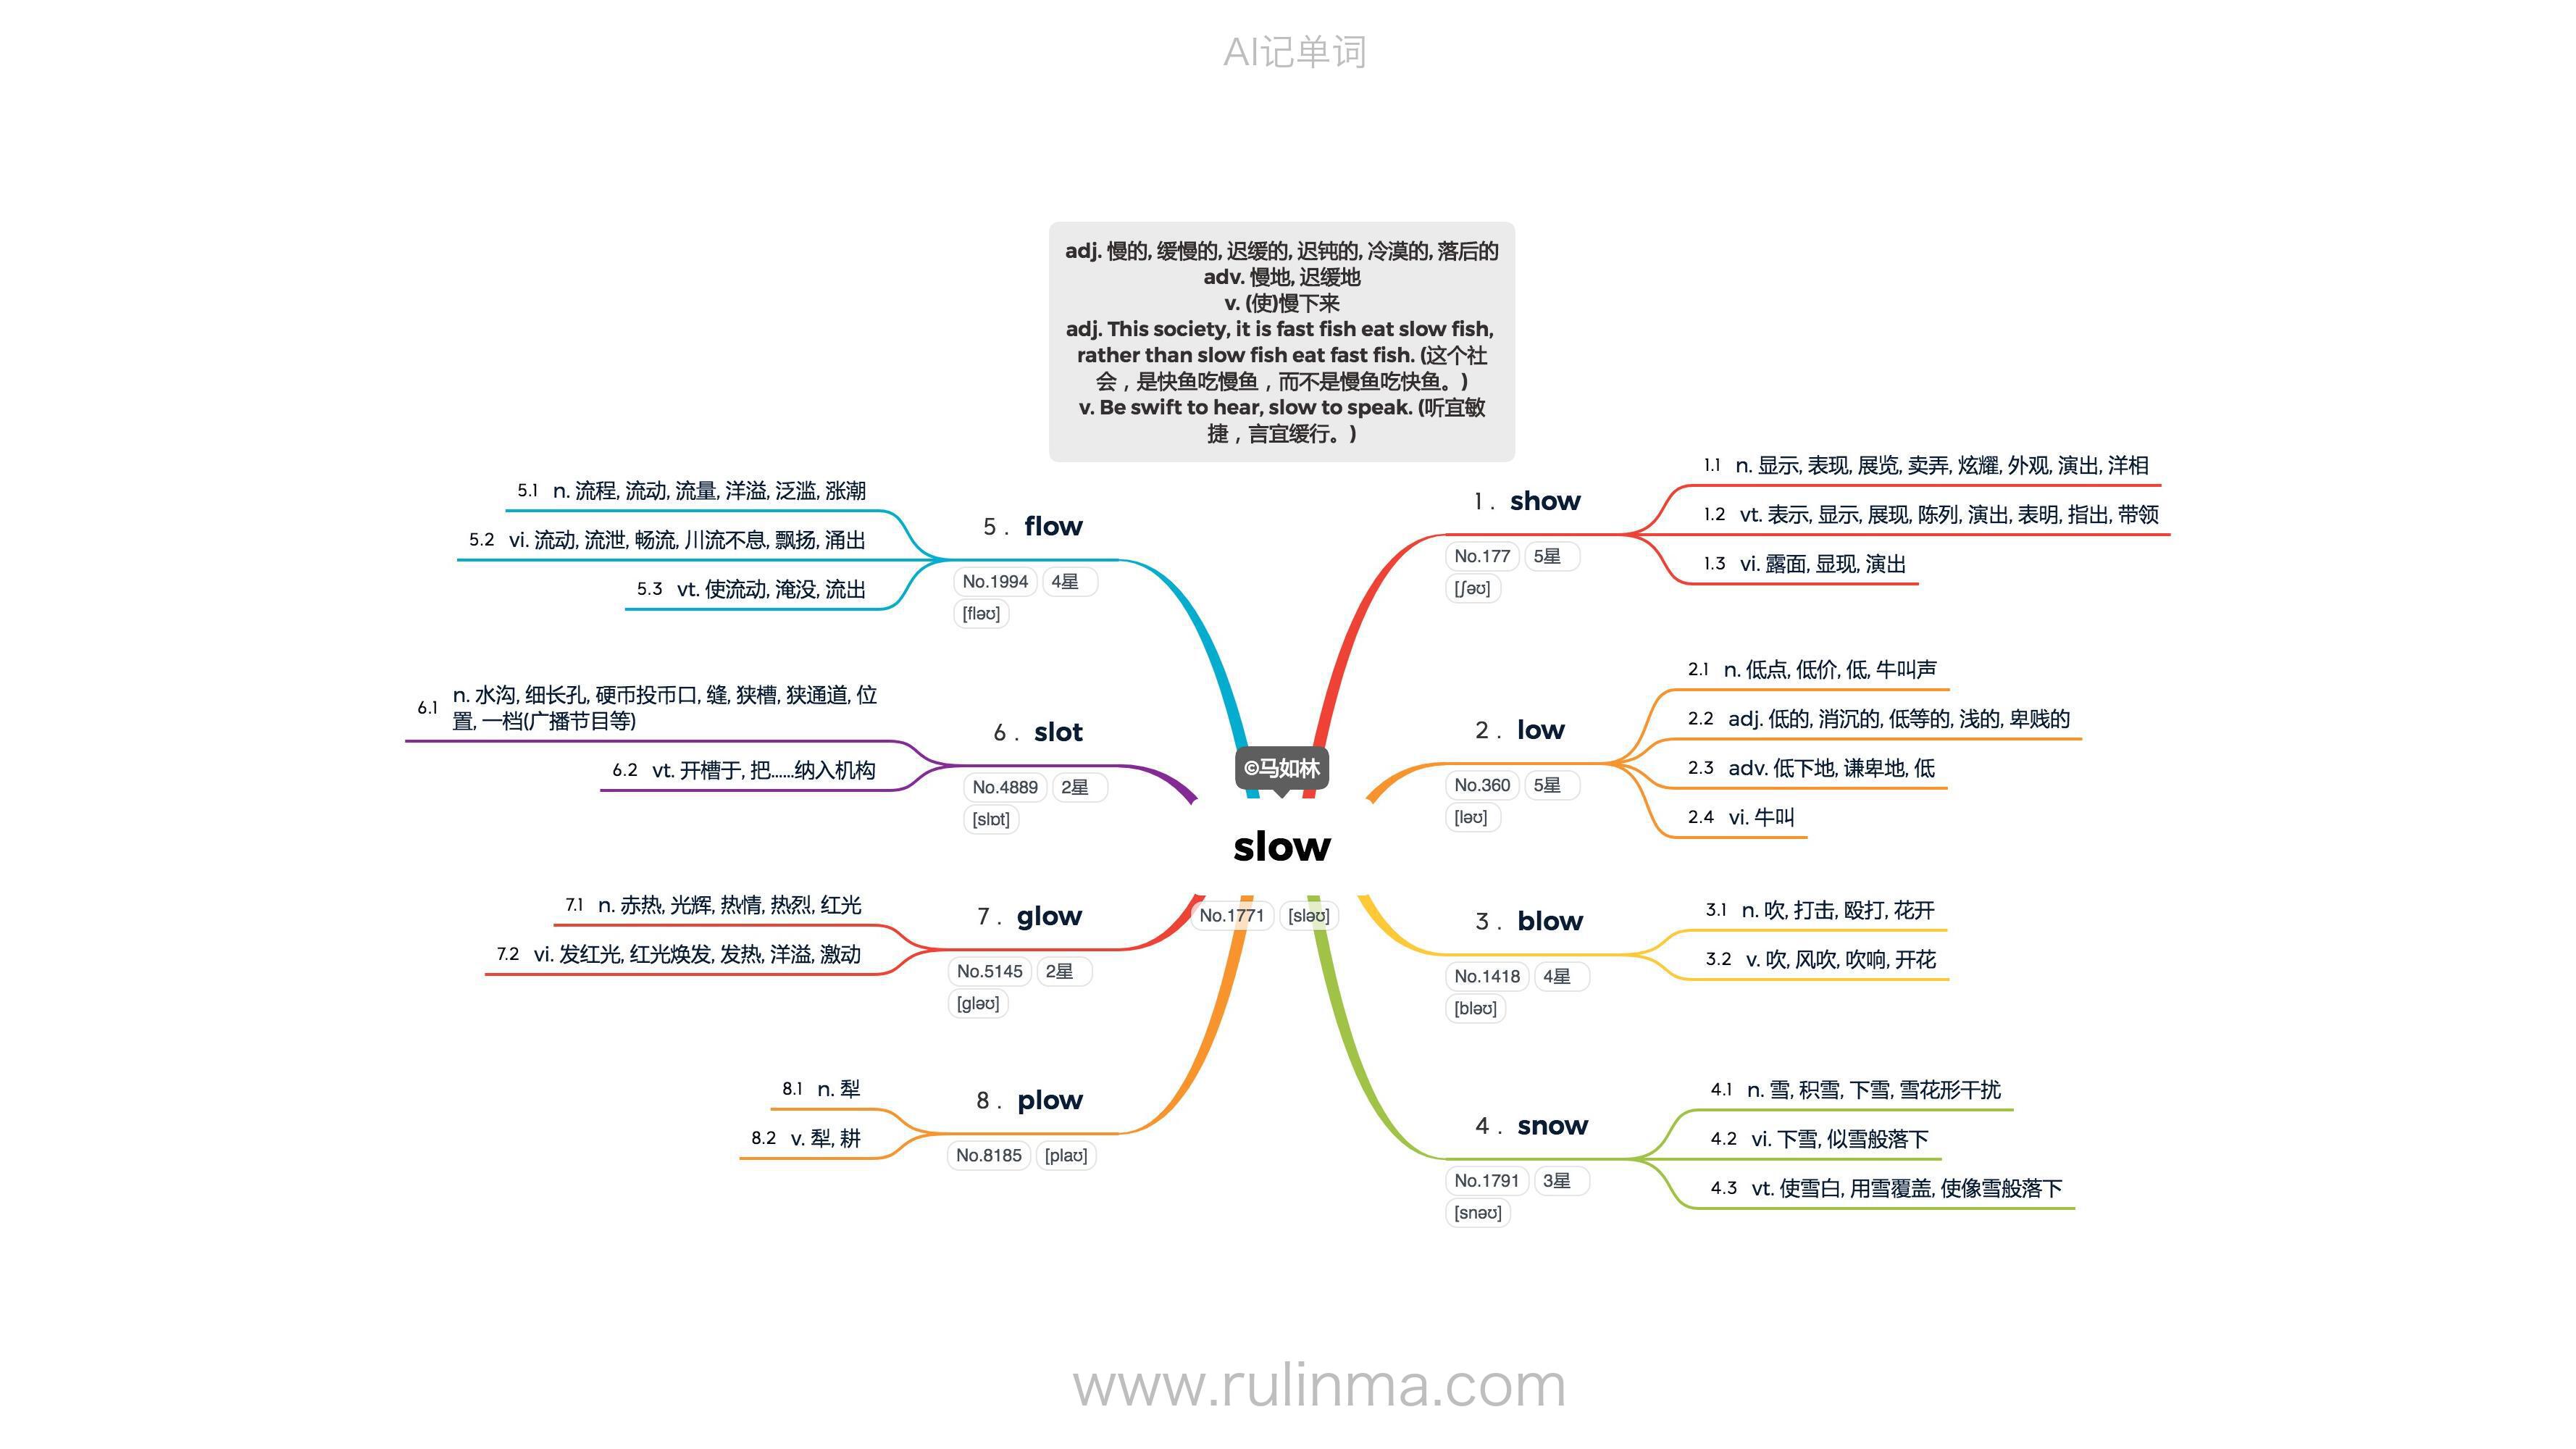 AI记单词
adj. 慢的, 缓慢的, 迟缓的, 迟钝的, 冷漠的, 落后的
adv. 慢地, 迟缓地
v. (使)慢下来
adj. This society, it is fast fish eat slow fish,
rather than slow fish eat fast fish. (这个社
会，是快鱼吃慢鱼，而不是慢鱼吃快鱼。)
v. Be swift to hear, slow to speak. (听宜敏
捷，言宜缓行。)
©马如林
slow
No.1771 [sləʊ]
1. show
No.177 5星
[ʃəʊ]
1.1 n. 显示, 表现, 展览, 卖弄, 炫耀, 外观, 演出, 洋相
1.2 vt. 表示, 显示, 展现, 陈列, 演出, 表明, 指出, 带领
1.3 vi. 露面, 显现, 演出
2. low
No.360 5星
[ləʊ]
2.1 n. 低点, 低价, 低, 牛叫声
2.2 adj. 低的, 消沉的, 低等的, 浅的, 卑贱的
2.3 adv. 低下地, 谦卑地, 低
2.4 vi. 牛叫
3. blow
No.1418 4星
[bləʊ]
3.1 n. 吹, 打击, 殴打, 花开
3.2 v. 吹, 风吹, 吹响, 开花
4. snow
No.1791 3星
[snəʊ]
4.1 n. 雪, 积雪, 下雪, 雪花形干扰
4.2 vi. 下雪, 似雪般落下
4.3 vt. 使雪白, 用雪覆盖, 使像雪般落下
5. flow
No.1994 4星
[fləʊ]
5.1 n. 流程, 流动, 流量, 洋溢, 泛滥, 涨潮
5.2 vi. 流动, 流泄, 畅流, 川流不息, 飘扬, 涌出
5.3 vt. 使流动, 淹没, 流出
6. slot
No.4889 2星
[slɒt]
6.1 n. 水沟, 细长孔, 硬币投币口, 缝, 狭槽, 狭通道, 位
置, 一档(广播节目等)
6.2 vt. 开槽于, 把……纳入机构
7. glow
No.5145 2星
[gləʊ]
7.1 n. 赤热, 光辉, 热情, 热烈, 红光
7.2 vi. 发红光, 红光焕发, 发热, 洋溢, 激动
8. plow
No.8185 [plaʊ]
8.1 n. 犁
8.2 v. 犁, 耕
www.rulinma.com